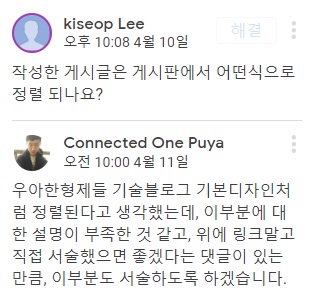 kiseop Lee
해결
오후 10:08 4월 10일
작성한 게시글은 게시판에서 어떤식으로
정렬 되나요?
Connected One Puya
오전 10:00 4월 11일
우아한형제들 기술블로그 기본디자인처
럼 정렬된다고 생각했는데, 이부분에 대
한 설명이 부족한 것 같고, 위에 링크말고
직접 서술했으면 좋겠다는 댓글이 있는
만큼, 이부분도 서술하도록 하겠습니다.